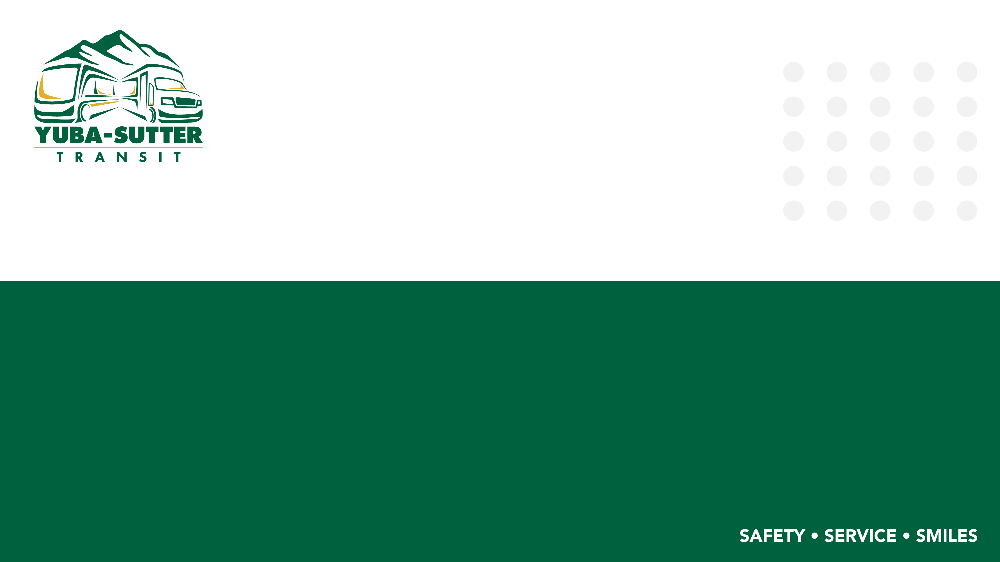 YUBA-SUTTER
TRANSIT
SAFETY • SERVICE • SMILES